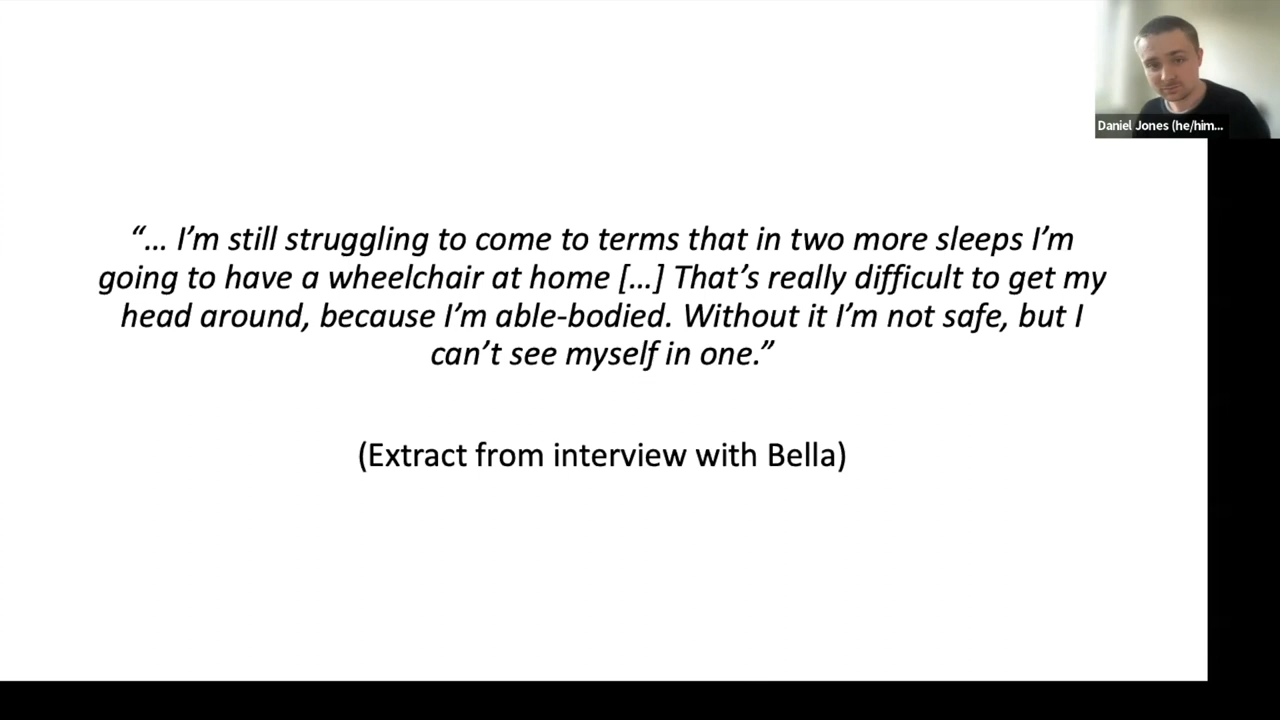 Daniel Jones (he/him...
“... I’m still struggling to come to terms that in two more sleeps I’m
going to have a wheelchair at home [...] That’s really difficult to get my
head around, because I’m able-bodied. Without it I’m not safe, but I
can’t see myself in one.”
(Extract from interview with Bella)